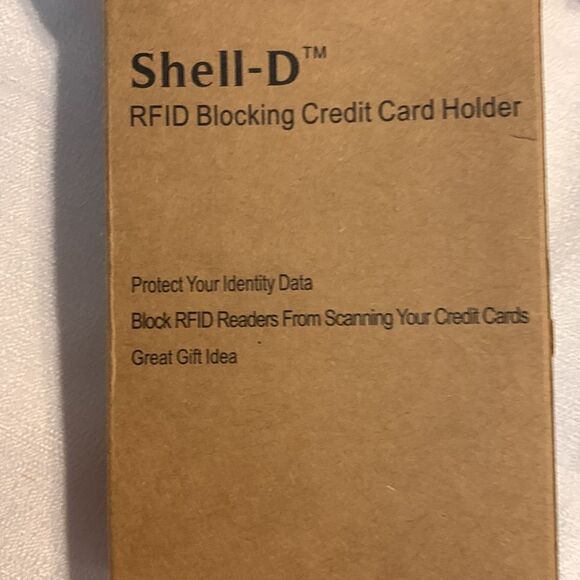 Shell-D™
RFID Blocking Credit Card Holder
Protect Your Identity Data
Block RFID Readers From Scanning Your Credit Cards
Great Gift Idea